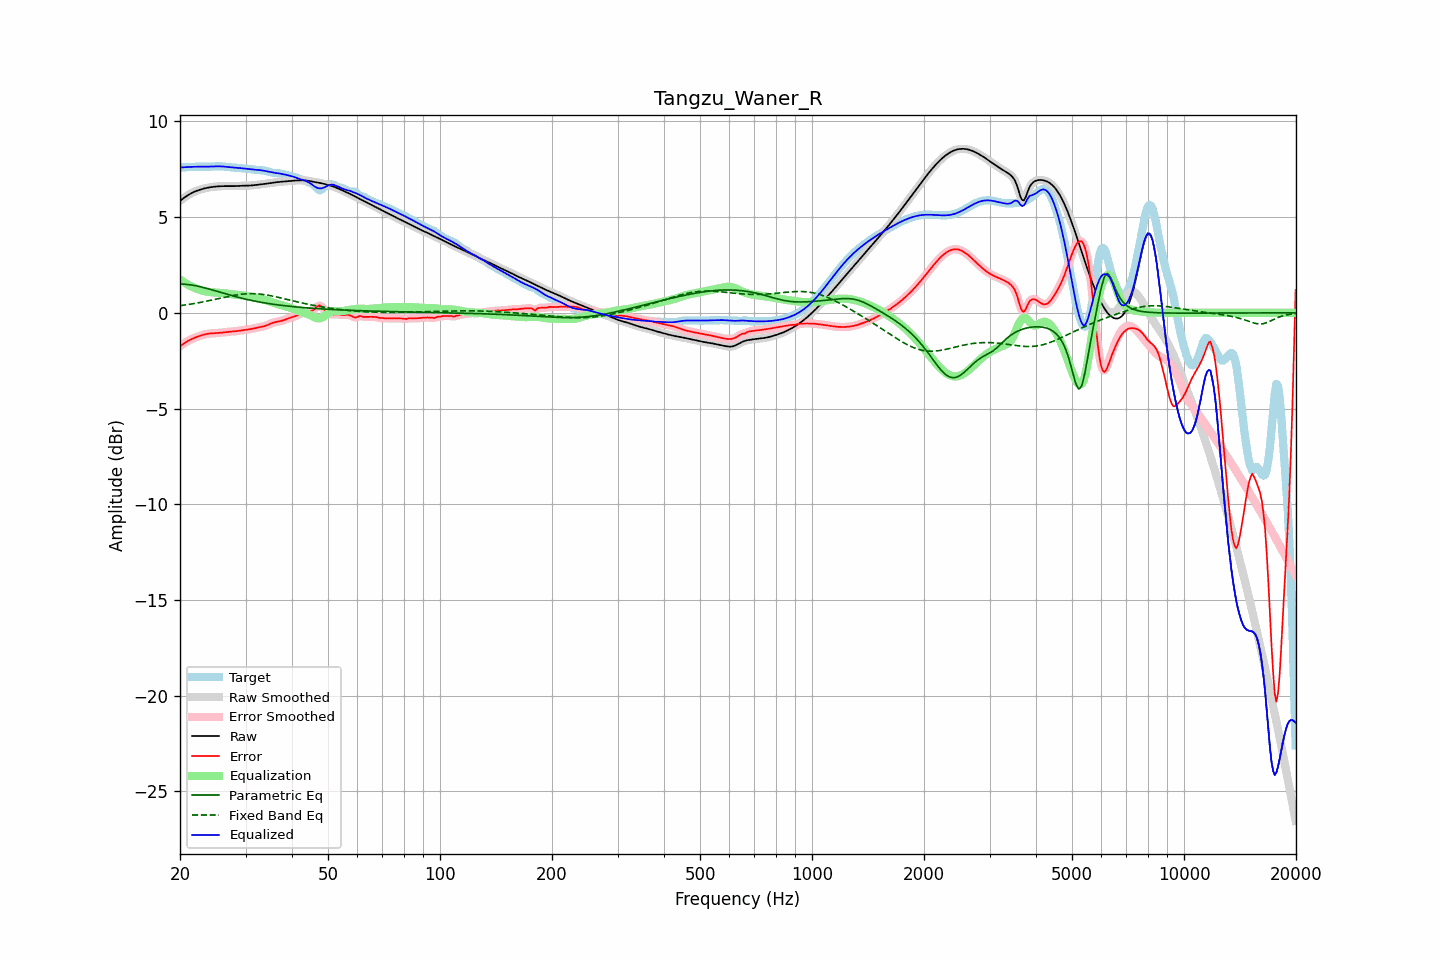 Tangzu_Waner_R
10
5
0
−5
−10
−15
−20
−25
Amplitude (dBr)
Target
Raw Smoothed
Error Smoothed
Raw
Error
Equalization
Parametric Eq
Fixed Band Eq
Equalized
20 50 100 200 500 1000 2000 5000 10000 20000
Frequency (Hz)